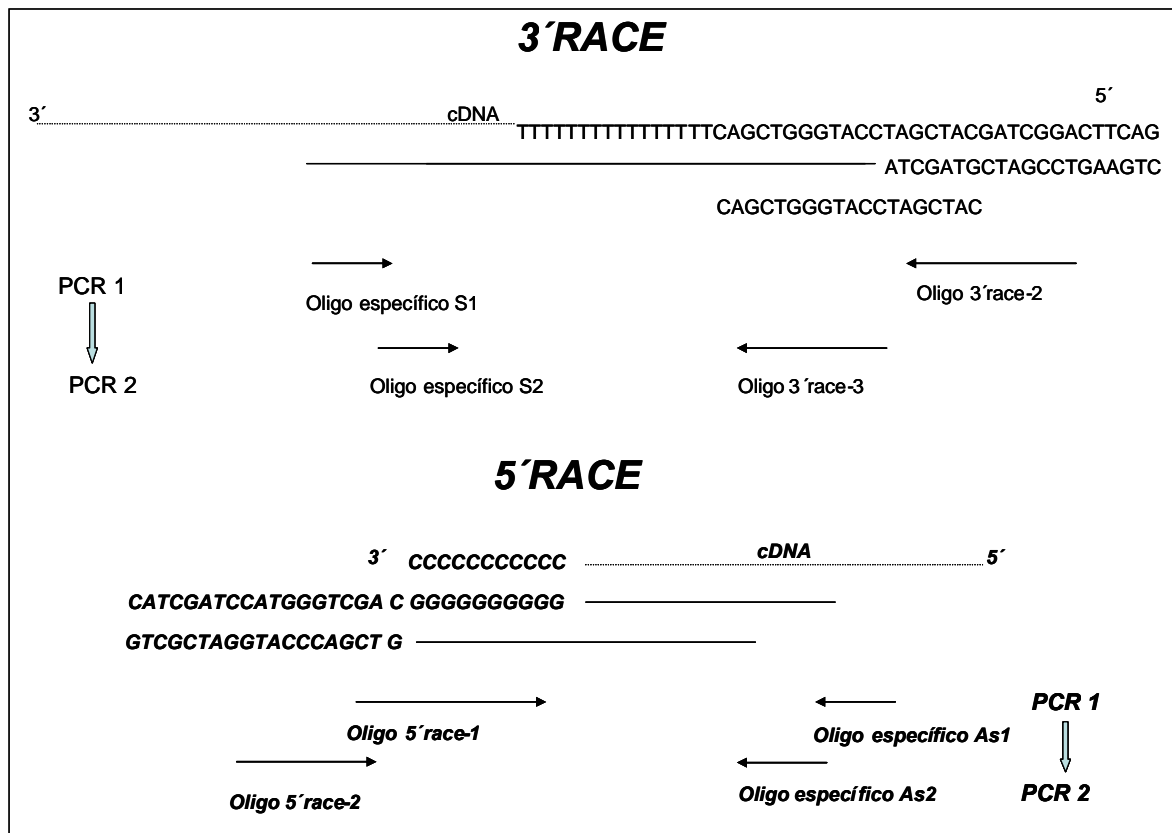 3´RACE
5´
3´
cDNA
TTTTTTTTTTTTTTTTCAGCTGGGTACCTAGCTACGATCGGACTTCAG
ATCGATGCTAGCCTGAAGTC
CAGCTGGGTACCTAGCTAC
PCR 1
Oligo específico S1
Oligo 3´race-2
PCR 2
Oligo específico S2
Oligo 3´race-3
5´RACE
3´ CCCCCCCCCCC cDNA 5´
CATCGATCCATGGGTCGA C GGGGGGGGGG
GTCGCTAGGTACCCAGCT G
Oligo 5´race-1
Oligo específico As1
PCR 1
Oligo 5´race-2
Oligo específico As2
PCR 2